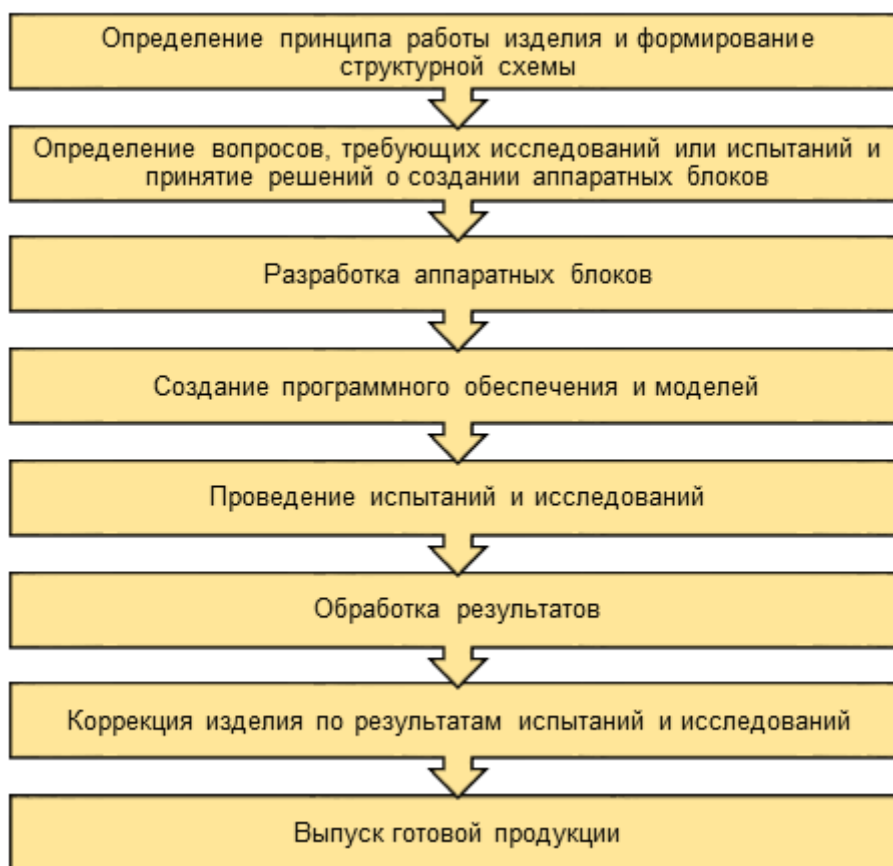 Определение принципа работы изделия и формирование
структурной схемы
Определение вопросов, требующих исследований или испытаний и
принятие решений о создании аппаратных блоков
Разработка аппаратных блоков
Создание программного обеспечения и моделей
Проведение испытаний и исследований
Обработка результатов
Коррекция изделия по результатам испытаний и исследований
Выпуск готовой продукции